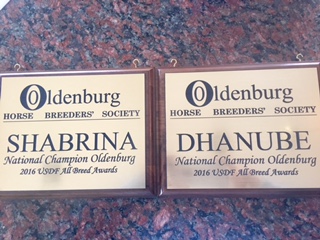 Oldenburg
HORSE BREEDERS' SOCIETY
SHABRINA
National Champion Oldenburg
2016 USDF All Breed Awards
Oldenburg
HORSE BREEDERS' SOCIETY
DHANUBE
National Champion Oldenburg
2016 USDF All Breed Awards